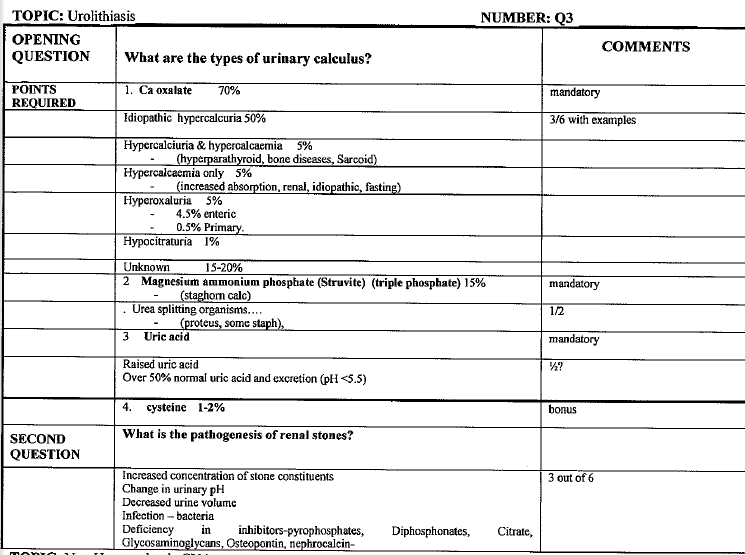 TOPIC: Urolithiasis NUMBER: Q3
OPENING QUESTION What are the types of urinary calculus? COMMENTS
POINTS REQUIRED 1. Ca oxalate 70% mandatory
Idiopathic hypercalcuria 50% 3/6 with examples
Hypercalciuria & hypercalcaemia 5%
- (hyperparathyroid, bone diseases, Sarcoid)
Hypercalcaemia only 5%
- (increased absorption, renal, idiopathic, fasting)
Hyperoxaluria 5%
- 4.5% enteric
- 0.5% Primary.
Hypocitraturia 1%
Unknown 15-20%
2 Magnesium ammonium phosphate (Struvite) (triple phosphate) 15% mandatory
- (staghorn calc)
. Urea splitting organisms.... 1/2
- (proteus, some staph),
3 Uric acid mandatory
Raised uric acid ½?
Over 50% normal uric acid and excretion (pH <5.5)
4. cysteine 1-2% bonus
SECOND QUESTION What is the pathogenesis of renal stones?
Increased concentration of stone constituents 3 out of 6
Change in urinary pH
Decreased urine volume
Infection – bacteria
Deficiency in inhibitors-pyrophosphates, Diphosphonates, Citrate,
Glycosaminoglycans, Osteopontin, nephrocalcin-